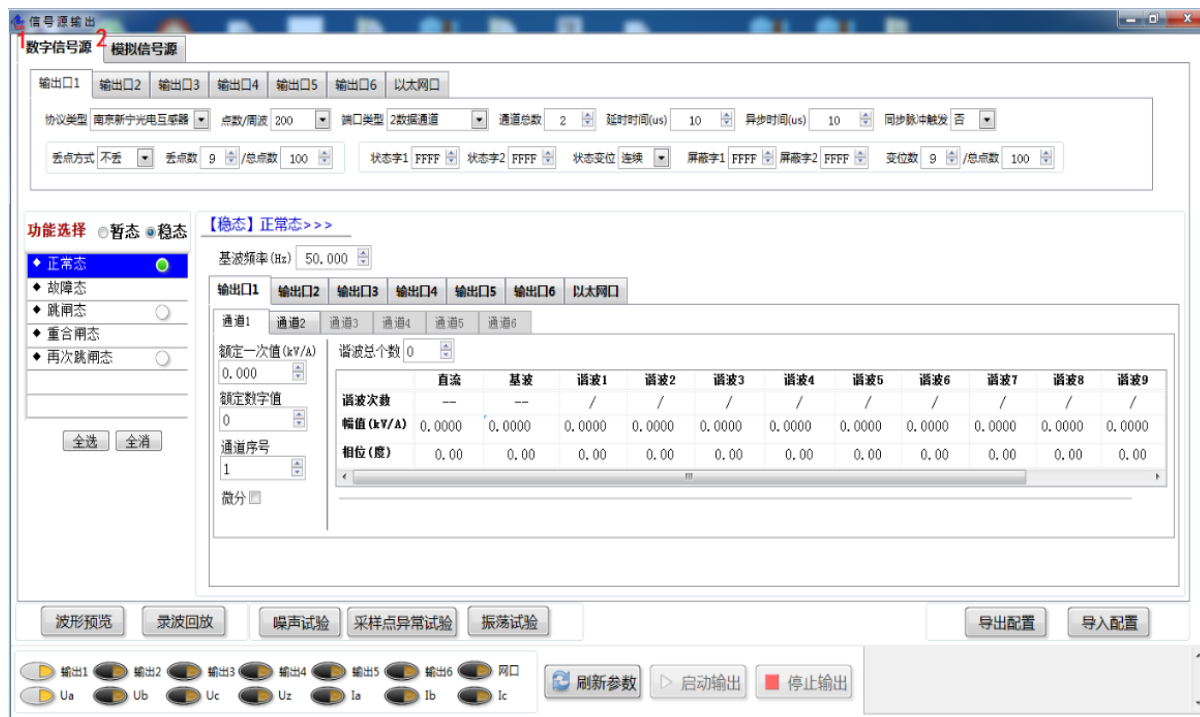 信号源输出
1 数字信号源 2 模拟信号源
输出口1 输出口2 输出口3 输出口4 输出口5 输出口6 以太网口
协议类型 南京新宁光电互感器 点数/周波 200 端口类型 2数据通道 通道总数 2 延时时间(us) 10 异步时间(us) 10 同步脉冲触发 否
丢点方式 不丢 丢点数 9 /总点数 100 状态字1 FFFF 状态字2 FFFF 状态变位 连续 屏蔽字1 FFFF 屏蔽字2 FFFF 变位数 9 /总点数 100
功能选择 暂态 稳态
◆ 正常态
◆ 故障态
◆ 跳闸态
◆ 重合闸态
◆ 再次跳闸态
全选 全消
【稳态】正常态>>>
基波频率(Hz) 50.000
输出口1 输出口2 输出口3 输出口4 输出口5 输出口6 以太网口
通道1 通道2 通道3 通道4 通道5 通道6
额定一次值(kV/A)
0.000
额定数字值
0
通道序号
1
微分
谐波总个数 0
直流 基波 谐波1 谐波2 谐波3 谐波4 谐波5 谐波6 谐波7 谐波8 谐波9
谐波次数 -- -- / / / / / / / / /
幅值(kV/A) 0.0000 0.0000 0.0000 0.0000 0.0000 0.0000 0.0000 0.0000 0.0000 0.0000 0.0000
相位(度) 0.00 0.00 0.00 0.00 0.00 0.00 0.00 0.00 0.00 0.00 0.00
波形预览 录波回放 噪声试验 采样点异常试验 振荡试验 导出配置 导入配置
输出1 输出2 输出3 输出4 输出5 输出6 网口
Ua Ub Uc Uz Ia Ib Ic
刷新参数 启动输出 停止输出